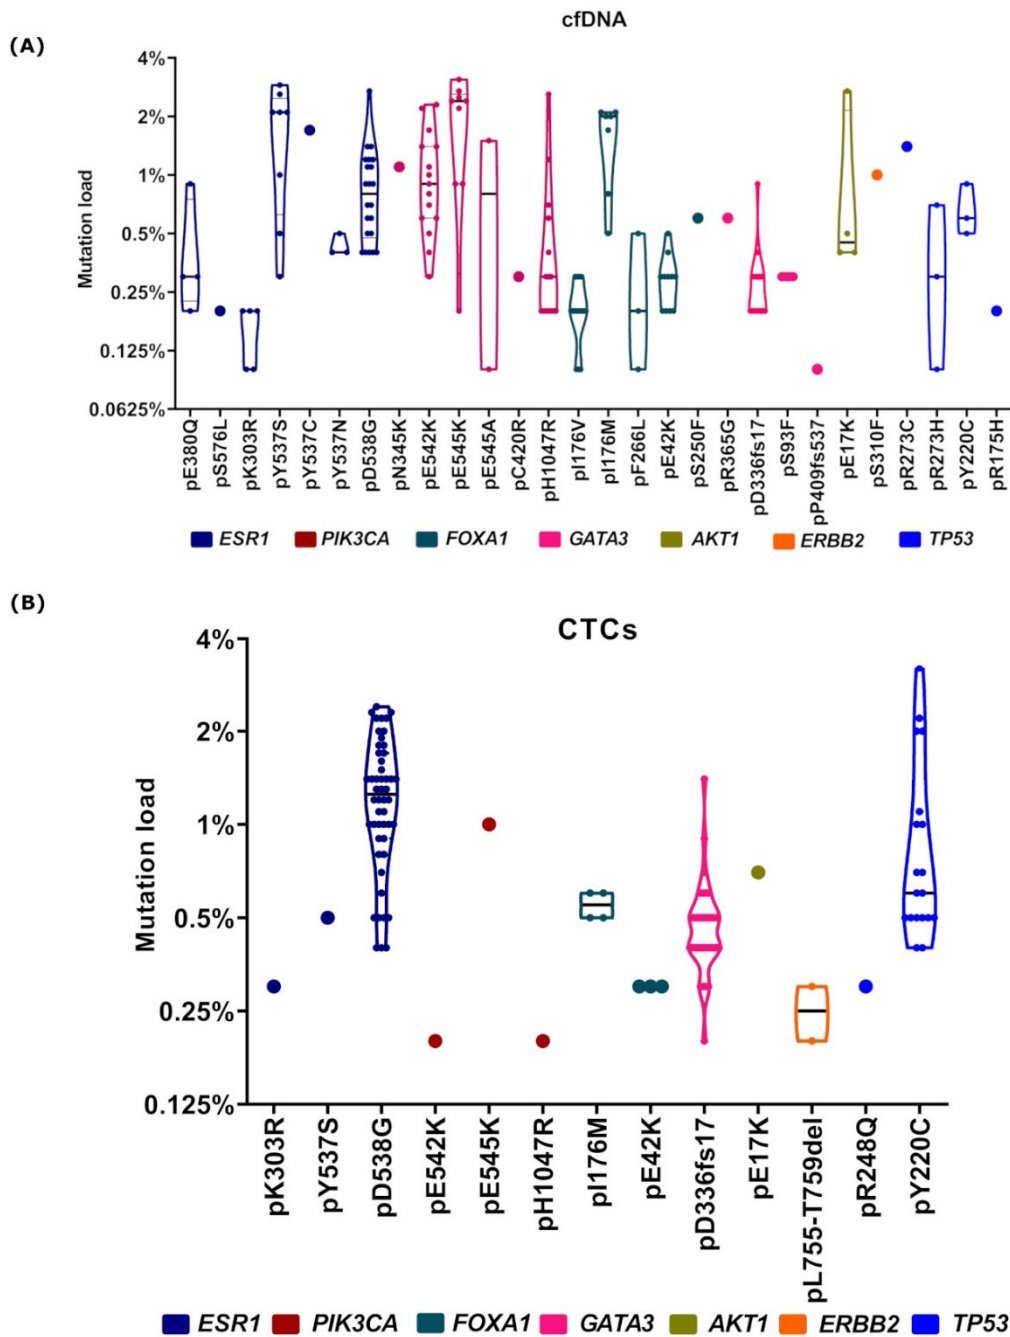 (A)
cfDNA
Mutation load
4%
2%
1%
0.5%
0.25%
0.125%
0.0625%
pE380Q
pS576L
pK303R
pY537S
pY537C
pY537N
pD538G
pN345K
pE542K
pE545K
pE545A
pC420R
pH1047R
pI176V
pI176M
pF266L
pE42K
pS250F
pR365G
pD336fs17
pS93F
pP409fs537
pE17K
pS310F
pR273C
pR273H
pY220C
pR175H
ESR1 PIK3CA FOXA1 GATA3 AKT1 ERBB2 TP53
(B)
CTCs
Mutation load
4%
2%
1%
0.5%
0.25%
0.125%
pK303R
pY537S
pD538G
pE542K
pE545K
pH1047R
pI176M
pE42K
pD336fs17
pE17K
pL755-T759del
pR248Q
pY220C
ESR1 PIK3CA FOXA1 GATA3 AKT1 ERBB2 TP53